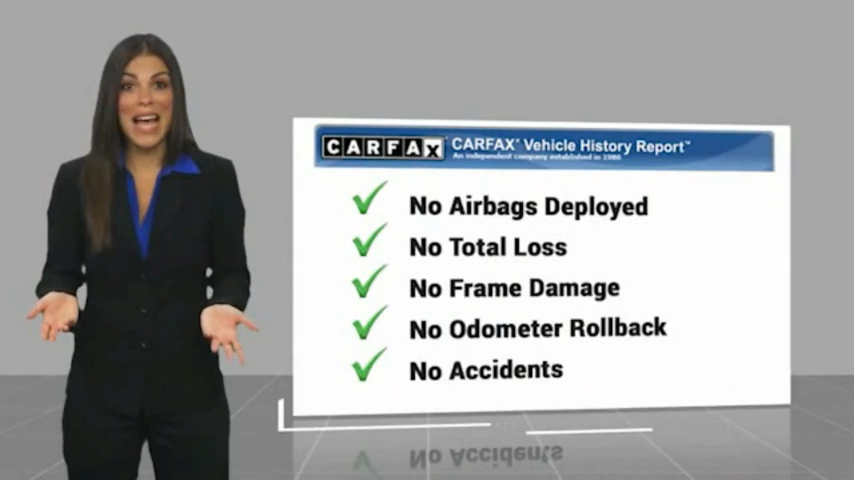 CARFAX CARFAX™ Vehicle History Report™
An independent company established in 1986
No Airbags Deployed
No Total Loss
No Frame Damage
No Odometer Rollback
No Accidents
No Accidents